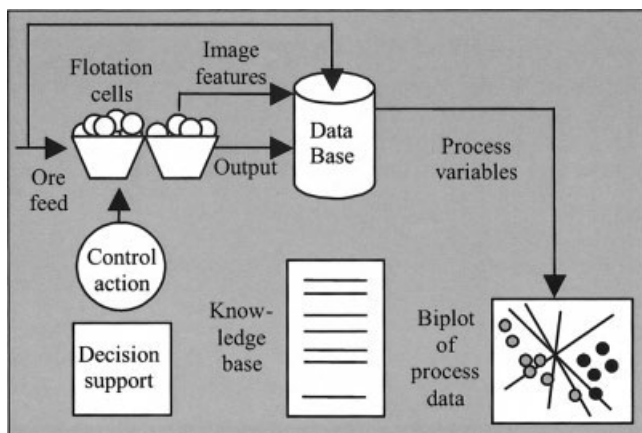 Flotation
cells
Image
features
Data
Base
Ore
feed
Output
Process
variables
Control
action
Decision
support
Know-
ledge
base
Biplot
of
process
data